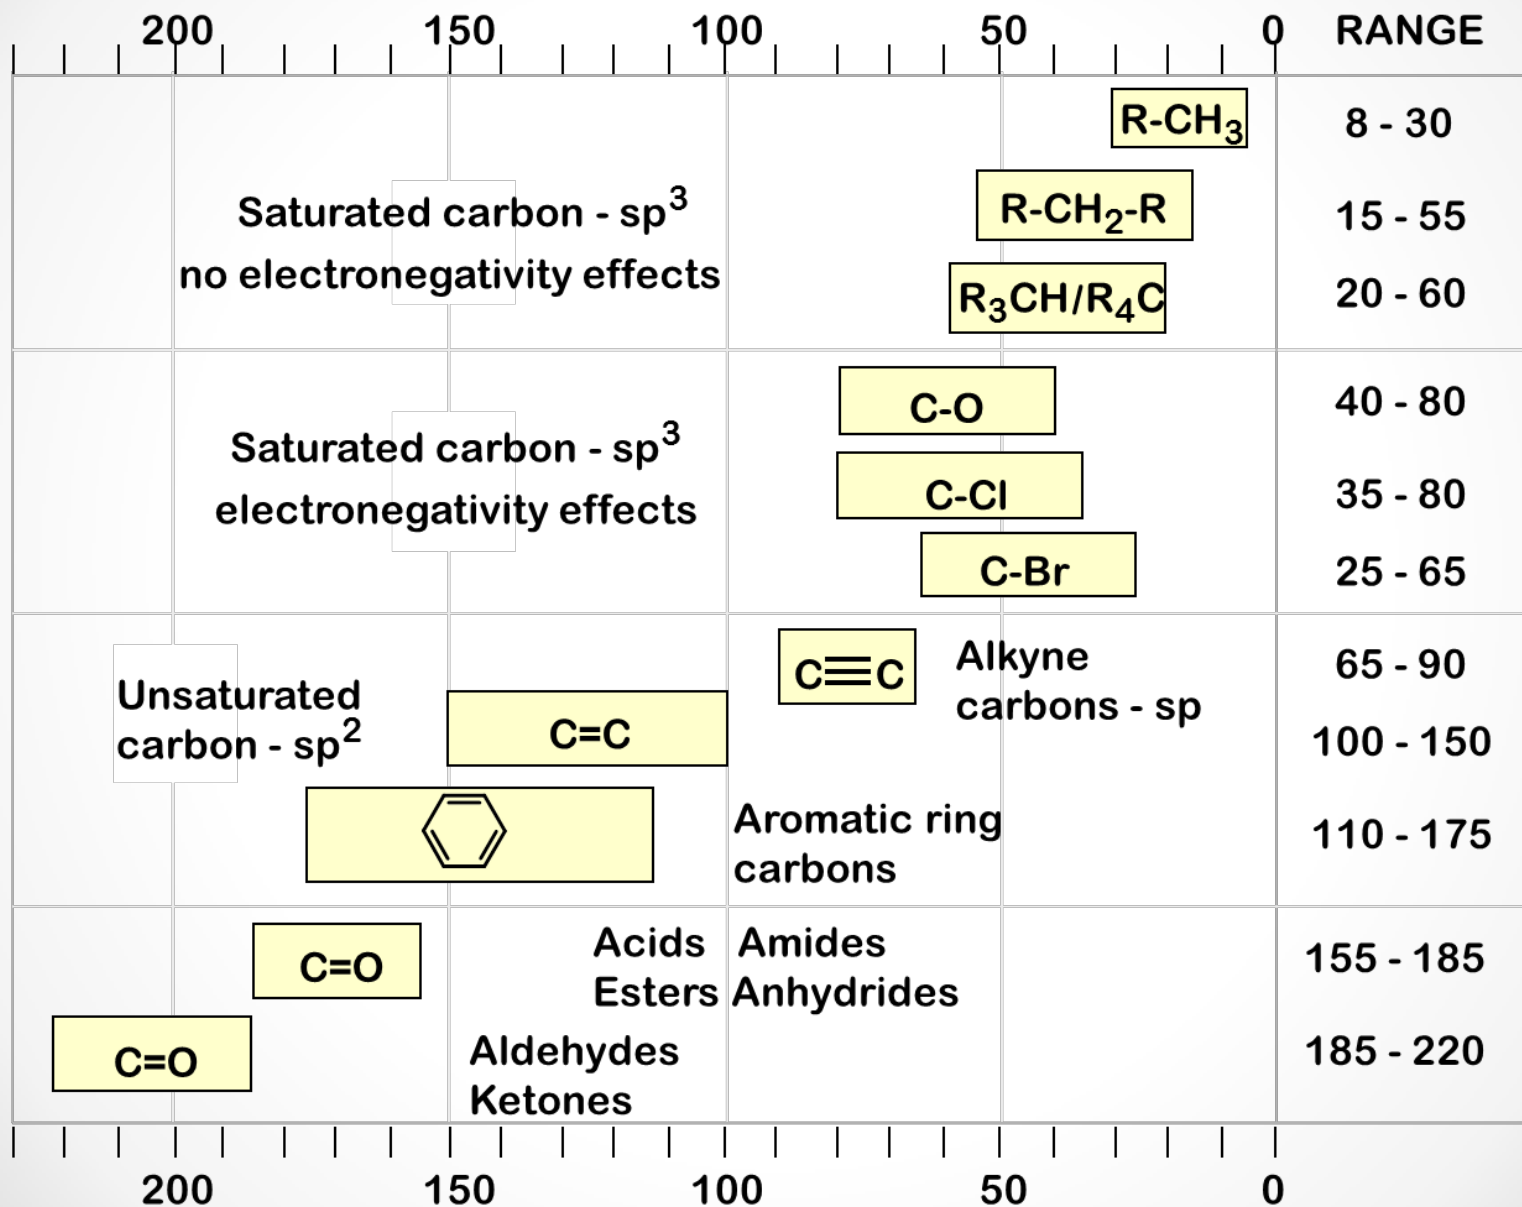 200 150 100 50 0 RANGE
R-CH3 8 - 30
Saturated carbon - sp3
no electronegativity effects
R-CH2-R 15 - 55
R3CH/R4C 20 - 60
C-O 40 - 80
Saturated carbon - sp3
electronegativity effects
C-Cl 35 - 80
C-Br 25 - 65
C≡C Alkyne
carbons - sp
65 - 90
Unsaturated
carbon - sp2
C=C 100 - 150
Aromatic ring
carbons
110 - 175
C=O
Acids Amides
Esters Anhydrides
155 - 185
C=O
Aldehydes
Ketones
185 - 220
200 150 100 50 0